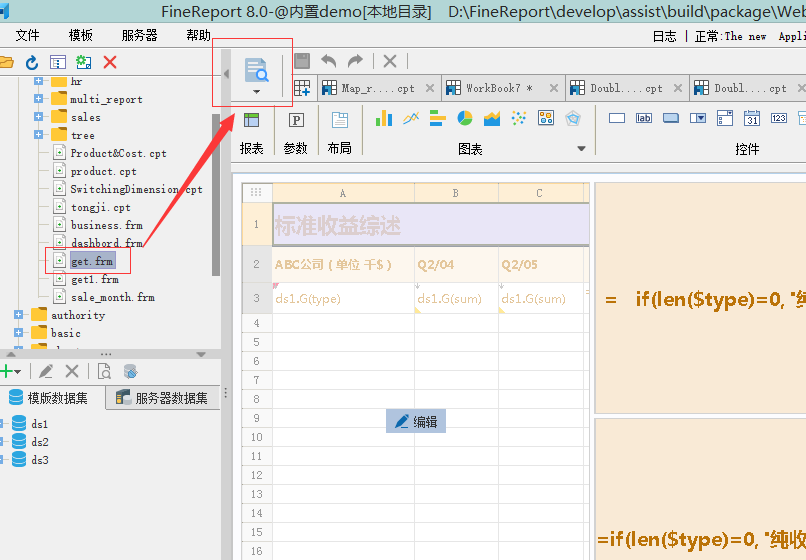 FineReport 8.0-@内置demo[本地目录] D:\FineReport\develop\assist\build\package\Web
文件 模板 服务器 帮助
日志 | 正常:The new Appli
hr
multi_report
sales
tree
Product&Cost.cpt
product.cpt
SwitchingDimension.cpt
tongji.cpt
business.frm
dashbord.frm
get.frm
get1.frm
sale_month.frm
authority
basic
模版数据集 服务器数据集
ds1
ds2
ds3
Map_r....cpt WorkBook7 * Doubl....cpt Doubl....cpt
报表 参数 布局 图表 控件
A B C
1 标准收益综述
2 ABC公司（单位 千$） Q2/04 Q2/05
3 ds1.G(type) ds1.G(sum) ds1.G(sum)
4
5
6
7
8
9
10
11
12
13
14
15
16
编辑
= if(len($type)=0,"纯
=if(len($type)=0,"纯收